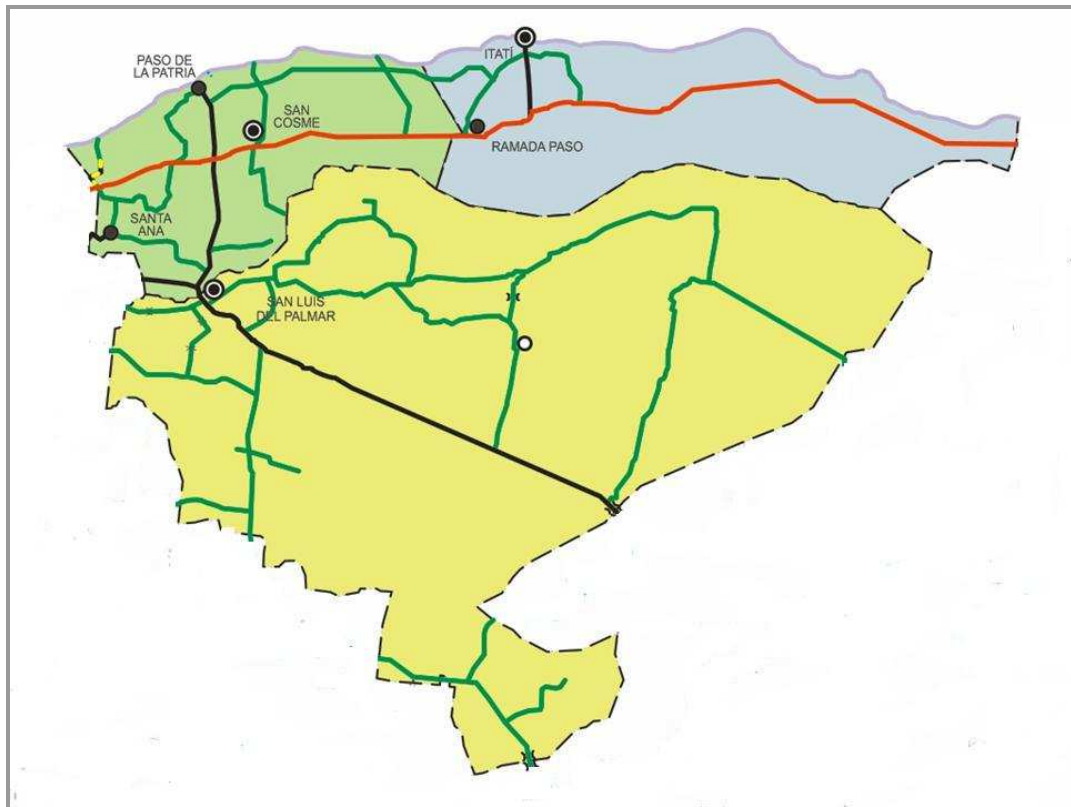 ITATÍ
PASO DE
LA PATRIA
SAN
COSME
RAMADA PASO
SANTA
ANA
SAN LUIS
DEL PALMAR